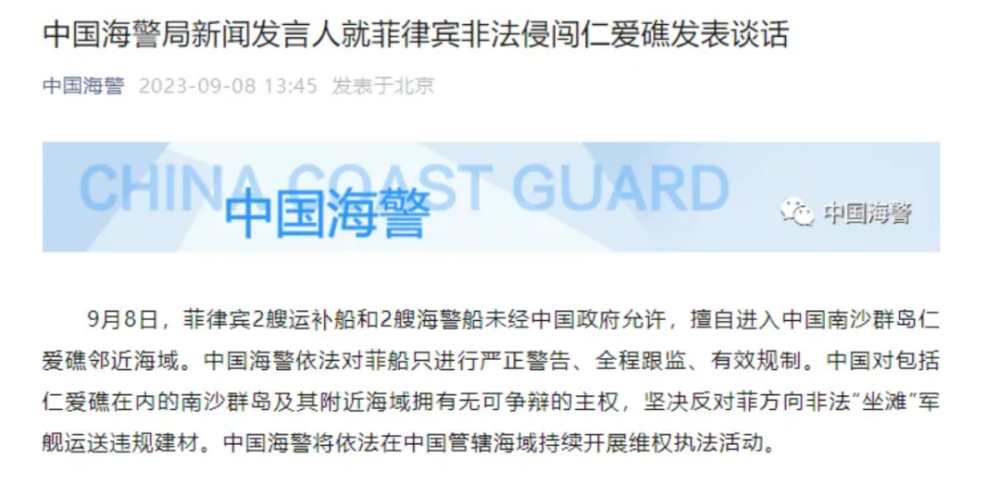 中国海警局新闻发言人就菲律宾非法侵闯仁爱礁发表谈话
中国海警 2023-09-08 13:45 发表于北京
CHINA COAST GUARD
中国海警
中国海警
9月8日，菲律宾2艘运补船和2艘海警船未经中国政府允许，擅自进入中国南沙群岛仁
爱礁邻近海域。中国海警依法对菲船只进行严正警告、全程跟监、有效规制。中国对包括
仁爱礁在内的南沙群岛及其附近海域拥有无可争辩的主权，坚决反对菲方向非法“坐滩”军
舰运送违规建材。中国海警将依法在中国管辖海域持续开展维权执法活动。